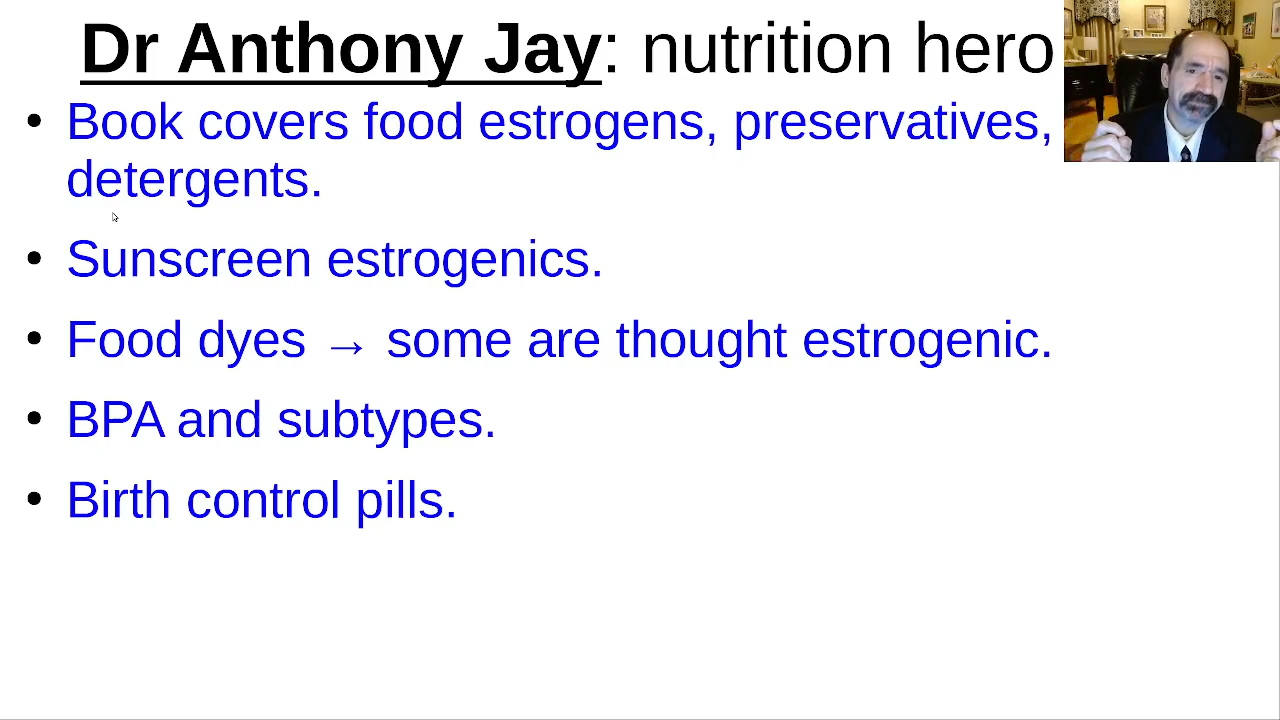 Dr Anthony Jay: nutrition hero
• Book covers food estrogens, preservatives,
detergents.
• Sunscreen estrogenics.
• Food dyes → some are thought estrogenic.
• BPA and subtypes.
• Birth control pills.